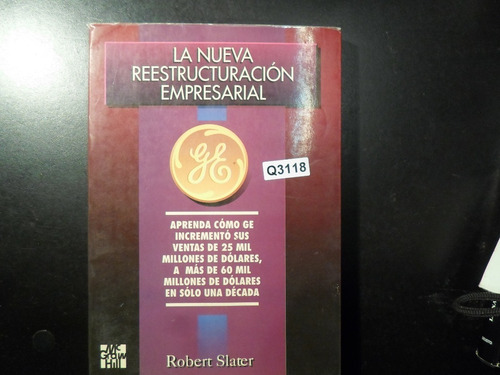 LA NUEVA
REESTRUCTURACIÓN
EMPRESARIAL
GE
Q3118
APRENDA CÓMO GE
INCREMENTÓ SUS
VENTAS DE 25 MIL
MILLONES DE DÓLARES,
A MÁS DE 60 MIL
MILLONES DE DÓLARES
EN SÓLO UNA DÉCADA
Mc
Graw
Hill
Robert Slater